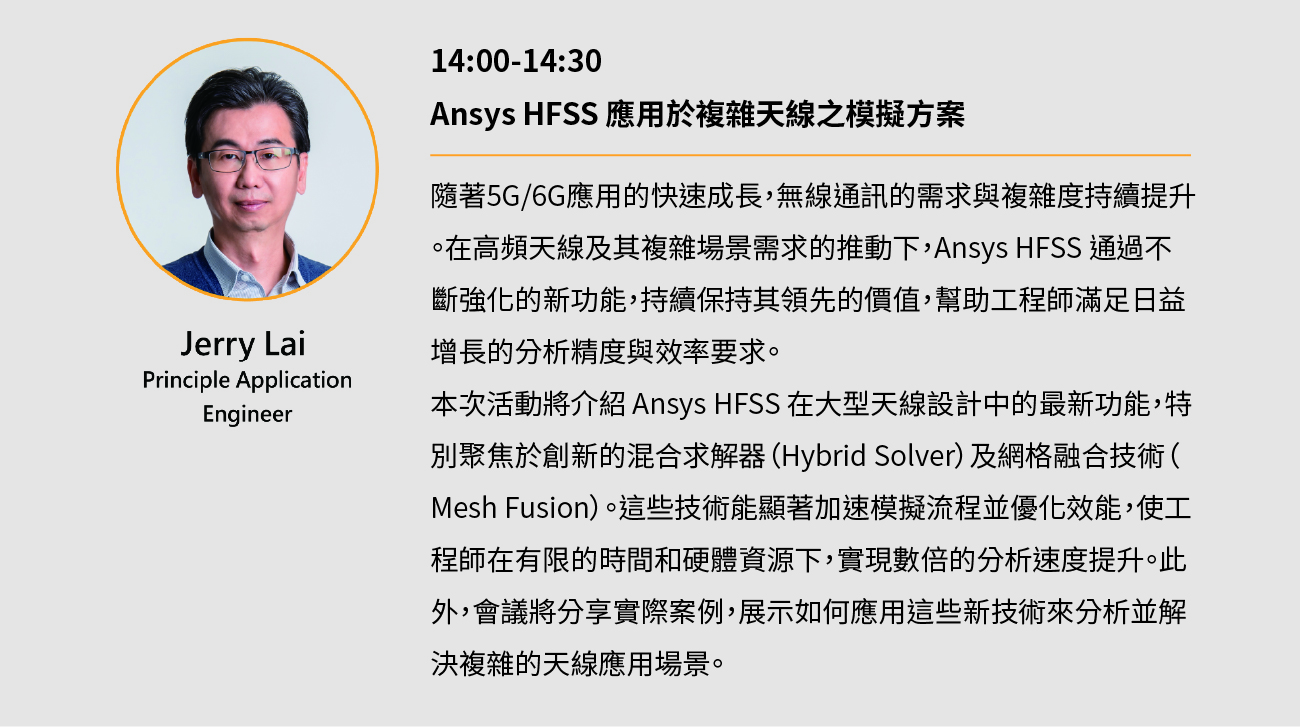 14:00-14:30
Ansys HFSS 應用於複雜天線之模擬方案
隨著5G/6G應用的快速成長，無線通訊的需求與複雜度持續提升
。在高頻天線及其複雜場景需求的推動下，Ansys HFSS 通過不
斷強化的新功能，持續保持其領先的價值，幫助工程師滿足日益
增長的分析精度與效率要求。
本次活動將介紹 Ansys HFSS 在大型天線設計中的最新功能，特
別聚焦於創新的混合求解器（Hybrid Solver）及網格融合技術（
Mesh Fusion）。這些技術能顯著加速模擬流程並優化效能，使工
程師在有限的時間和硬體資源下，實現數倍的分析速度提升。此
外，會議將分享實際案例，展示如何應用這些新技術來分析並解
決複雜的天線應用場景。
Jerry Lai
Principle Application
Engineer